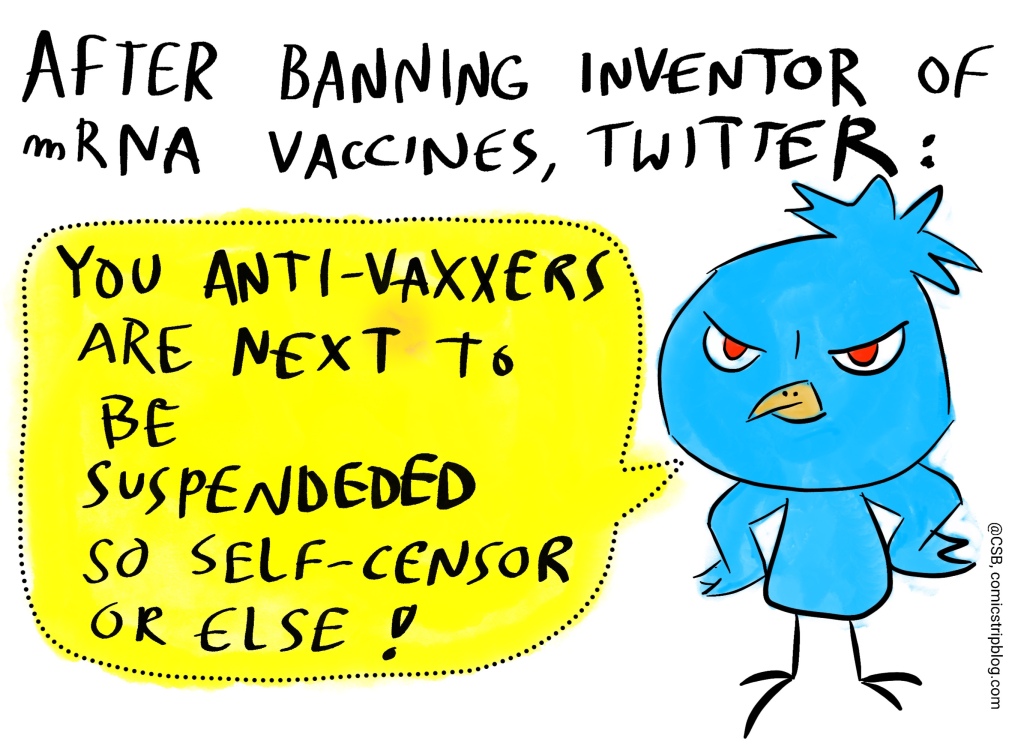 AFTER BANNING INVENTOR OF
mRNA VACCINES, TWITTER:
YOU ANTI-VAXXERS
ARE NEXT TO
BE
SUSPENDEDED
SO SELF-CENSOR
OR ELSE!
@CSB, comicstripblog.com